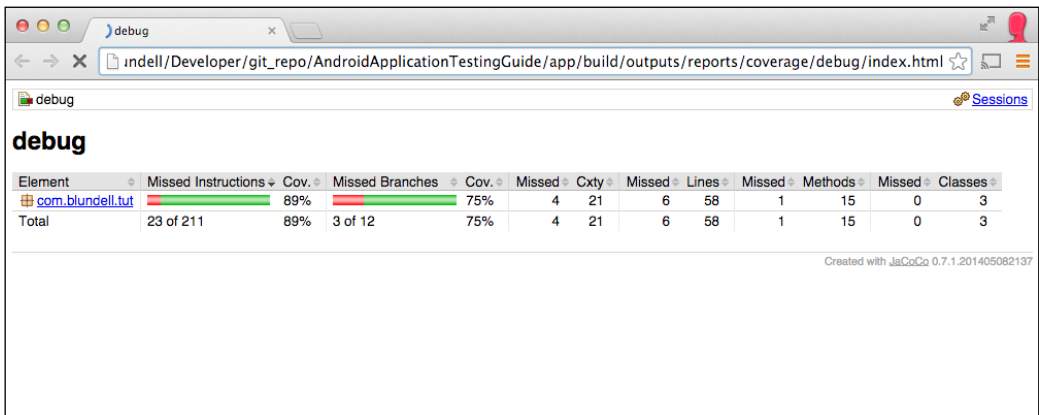 debug
ındell/Developer/git_repo/AndroidApplicationTestingGuide/app/build/outputs/reports/coverage/debug/index.html
debug Sessions
debug
Element Missed Instructions Cov. Missed Branches Cov. Missed Cxty Missed Lines Missed Methods Missed Classes
com.blundell.tut 89% 75% 4 21 6 58 1 15 0 3
Total 23 of 211 89% 3 of 12 75% 4 21 6 58 1 15 0 3
Created with JaCoCo 0.7.1.201405082137